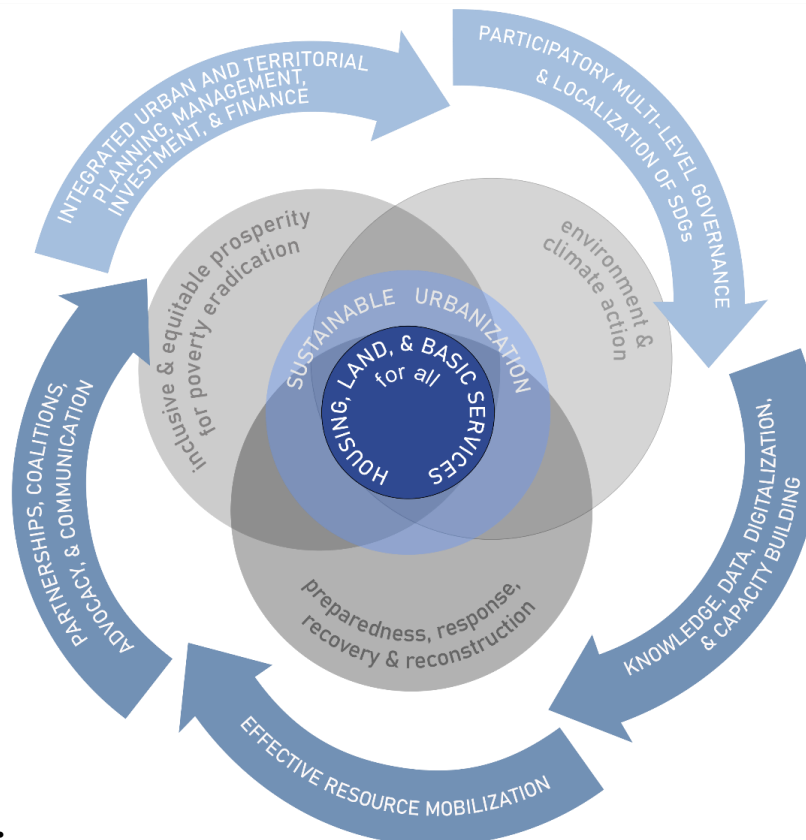 INTEGRATED URBAN AND TERRITORIAL
PLANNING, MANAGEMENT,
INVESTMENT, & FINANCE
PARTICIPATORY MULTI-LEVEL GOVERNANCE
& LOCALIZATION OF SDGs
inclusive & equitable prosperity
for poverty eradication
environment &
climate action
SUSTAINABLE URBANIZATION
HOUSING, LAND, & BASIC SERVICES
for all
preparedness, response,
recovery & reconstruction
KNOWLEDGE, DATA, DIGITALIZATION,
& CAPACITY BUILDING
EFFECTIVE RESOURCE MOBILIZATION
PARTNERSHIPS, COALITIONS,
ADVOCACY, & COMMUNICATION